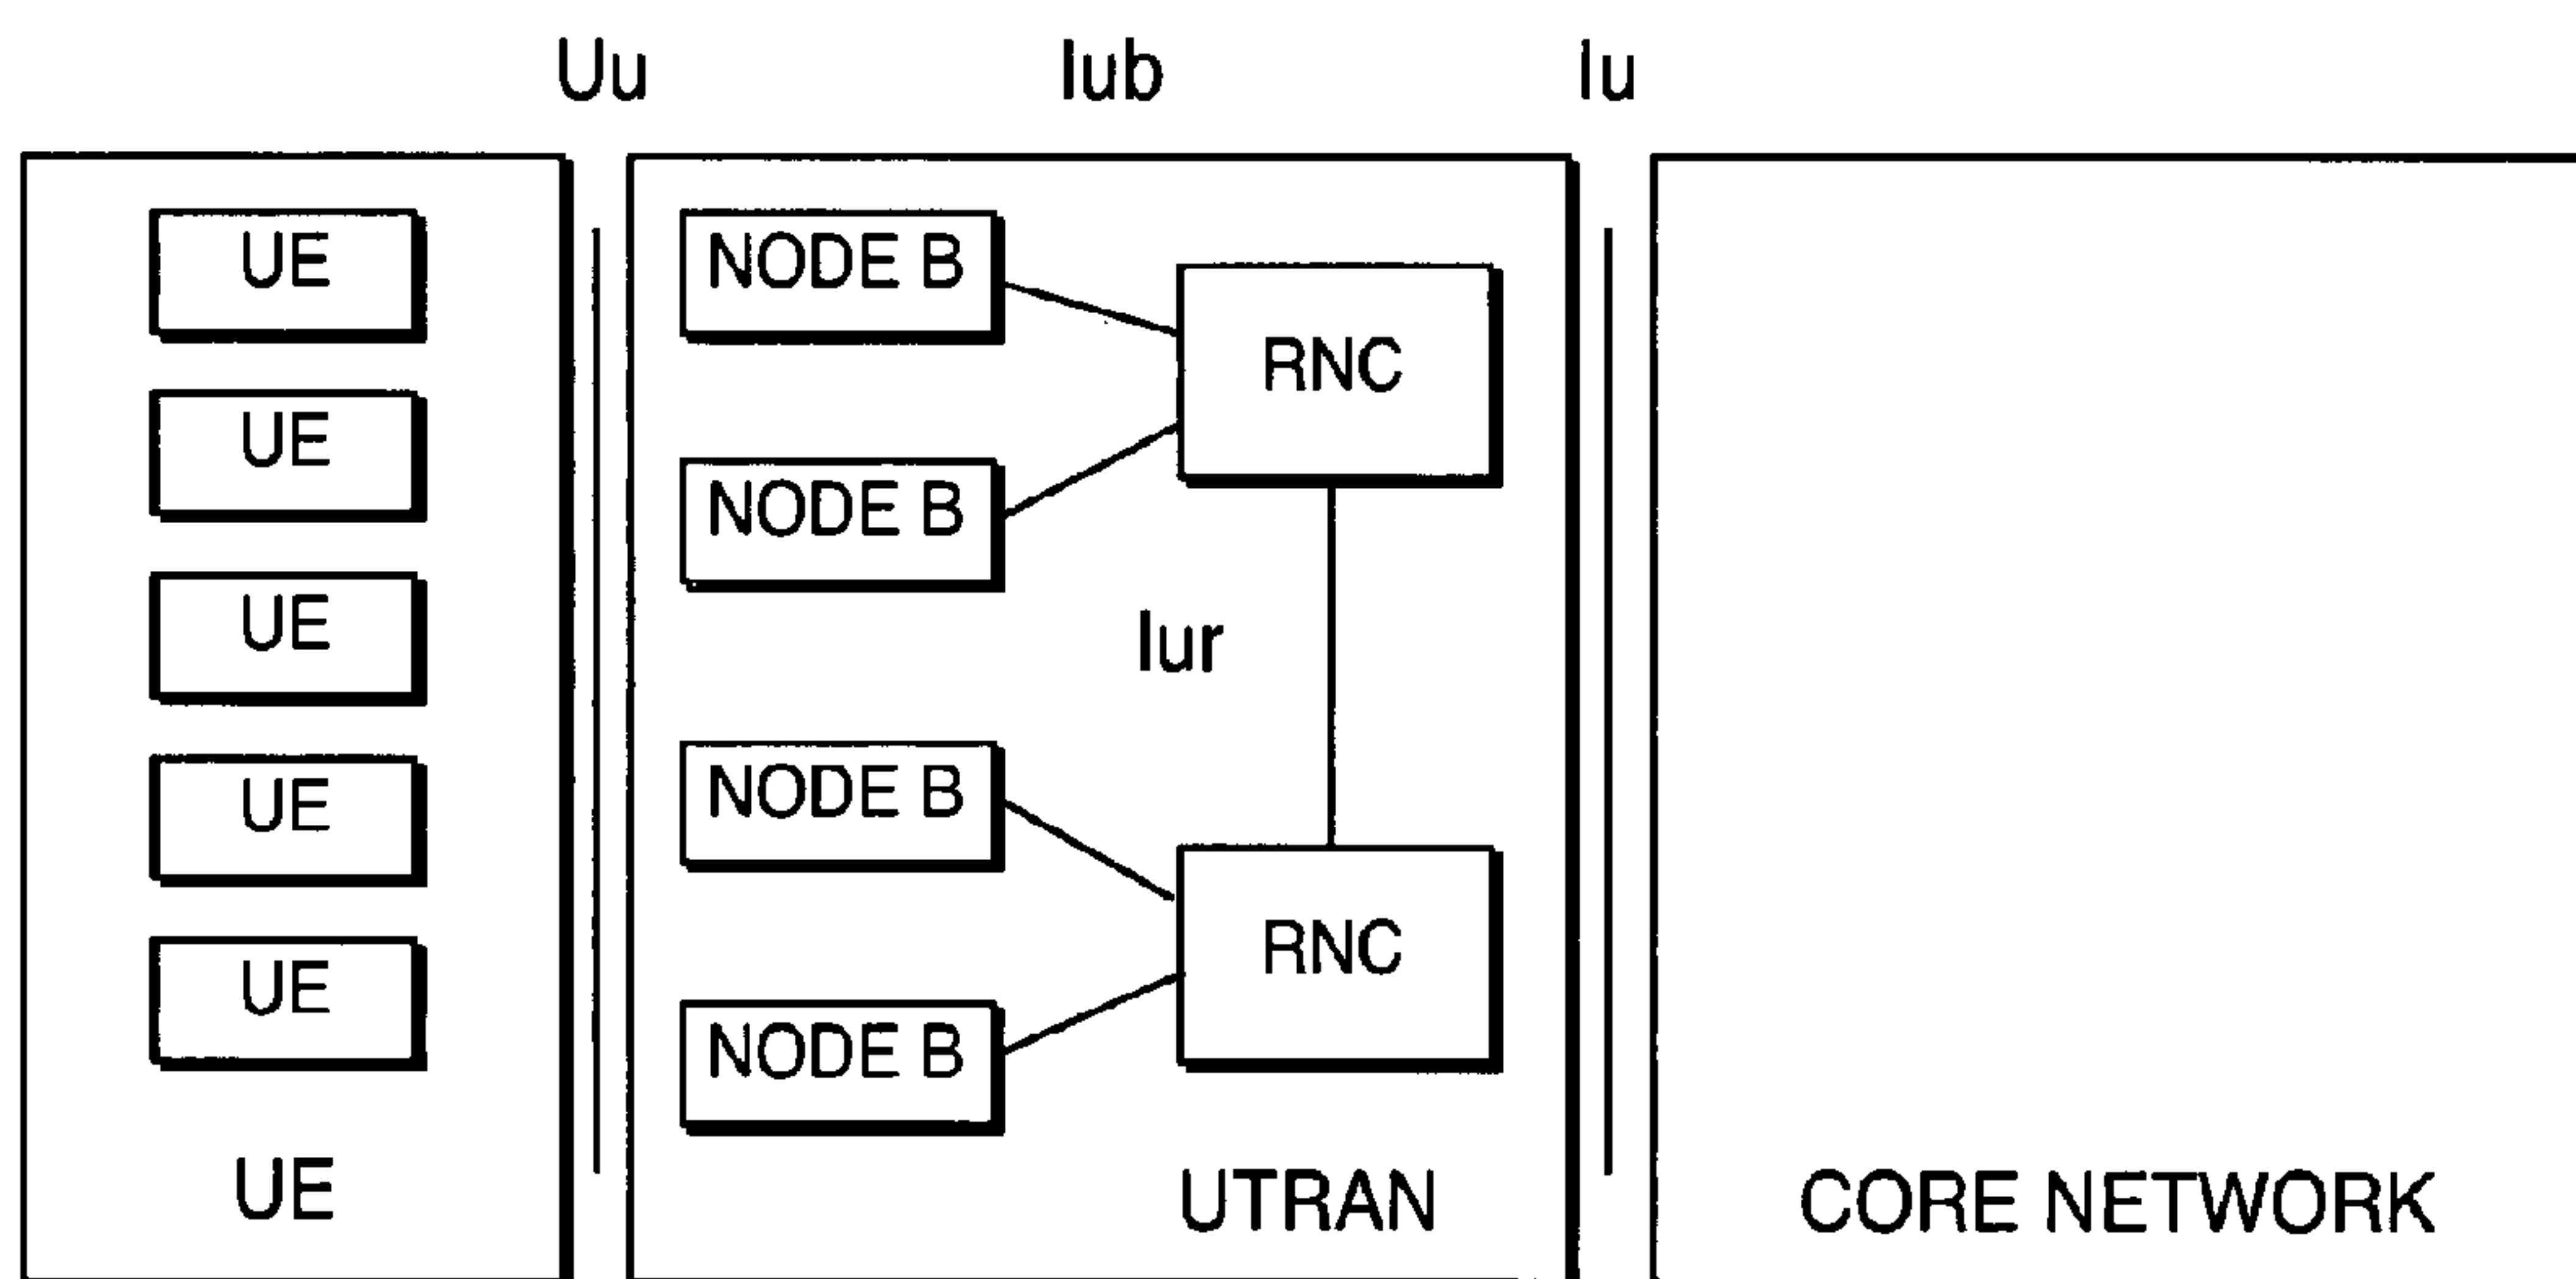 Uu
Iub
Iu
UE
UE
UE
UE
UE
UE
NODE B
NODE B
NODE B
NODE B
RNC
Iur
RNC
UTRAN
CORE NETWORK